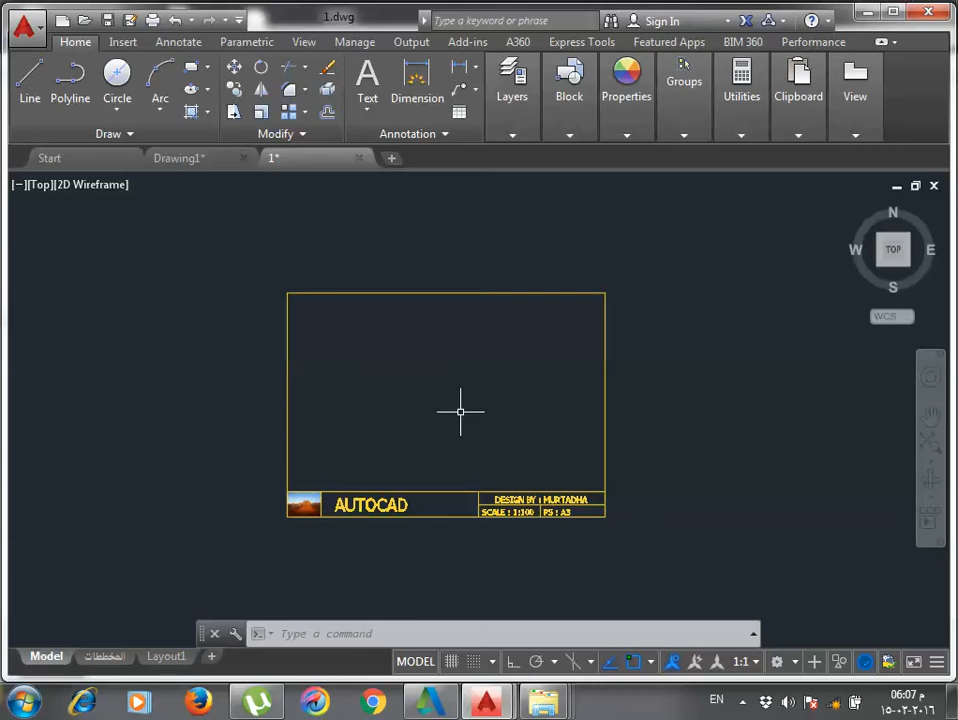 1.dwg
Type a keyword or phrase
Sign In
Home Insert Annotate Parametric View Manage Output Add-ins A360 Express Tools Featured Apps BIM 360 Performance
Line Polyline Circle Arc Text Dimension Layers Block Properties Groups Utilities Clipboard View
Draw Modify Annotation
Start Drawing1* 1*
[−][Top][2D Wireframe]
N
W TOP E
S
WCS
AUTOCAD
DESIGN BY : MURTADHA
SCALE : 1:100 PS : A3
Type a command
Model المخططات Layout1
MODEL 1:1
EN
06:07 م
١٥-٠٢-٢٠١٦